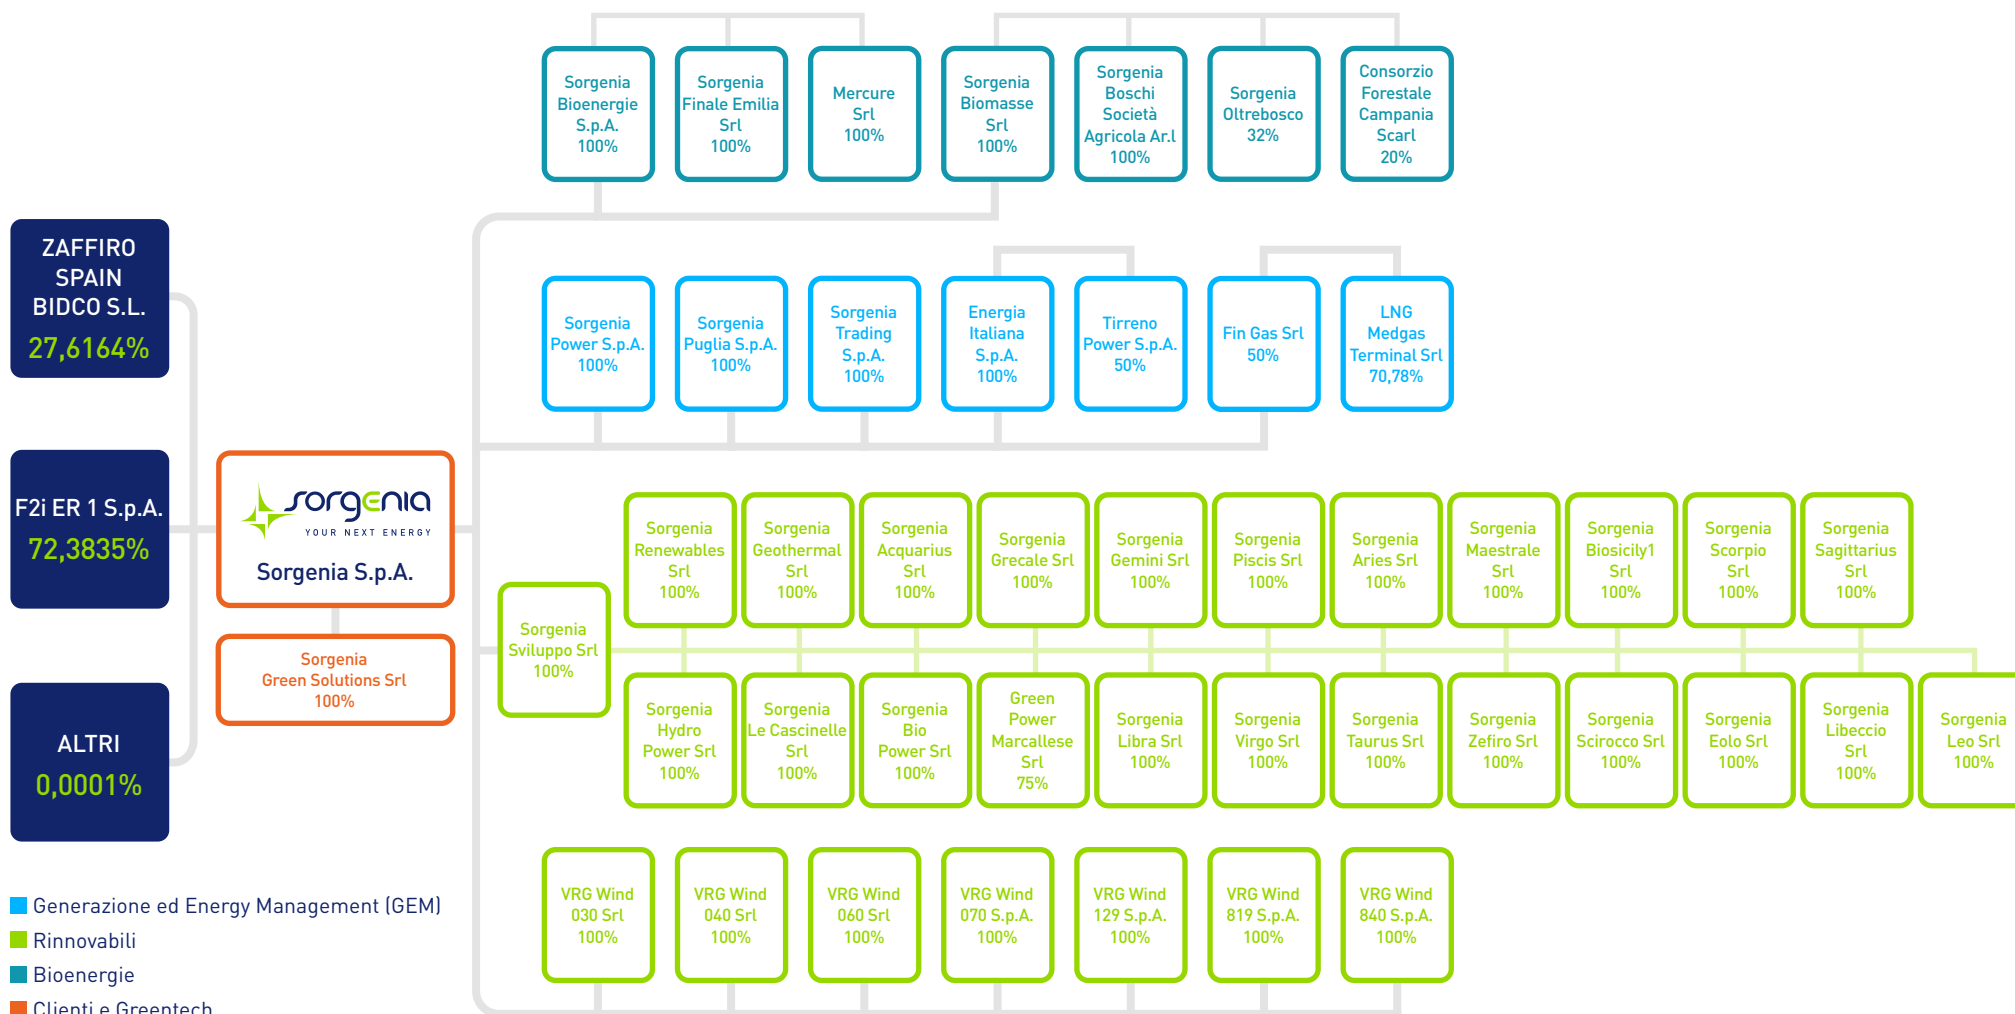 Sorgenia
Bioenergie
S.p.A.
100%
Sorgenia
Finale Emilia
Srl
100%
Mercure
Srl
100%
Sorgenia
Biomasse
Srl
100%
Sorgenia
Boschi
Società
Agricola Ar.l
100%
Sorgenia
Oltrebosco
32%
Consorzio
Forestale
Campania
Scarl
20%
ZAFFIRO
SPAIN
BIDCO S.L.
27,6164%
F2i ER 1 S.p.A.
72,3835%
ALTRI
0,0001%
sorgenia
YOUR NEXT ENERGY
Sorgenia S.p.A.
Sorgenia
Green Solutions Srl
100%
Sorgenia
Power S.p.A.
100%
Sorgenia
Puglia S.p.A.
100%
Sorgenia
Trading
S.p.A.
100%
Energia
Italiana
S.p.A.
100%
Tirreno
Power S.p.A.
50%
Fin Gas Srl
50%
LNG
Medgas
Terminal Srl
70,78%
Sorgenia
Sviluppo Srl
100%
Sorgenia
Renewables
Srl
100%
Sorgenia
Geothermal
Srl
100%
Sorgenia
Acquarius
Srl
100%
Sorgenia
Grecale Srl
100%
Sorgenia
Gemini Srl
100%
Sorgenia
Piscis Srl
100%
Sorgenia
Aries Srl
100%
Sorgenia
Maestrale
Srl
100%
Sorgenia
Biosicily1
Srl
100%
Sorgenia
Scorpio
Srl
100%
Sorgenia
Sagittarius
Srl
100%
Sorgenia
Hydro
Power Srl
100%
Sorgenia
Le Cascinelle
Srl
100%
Sorgenia
Bio
Power Srl
100%
Green
Power
Marcallese
Srl
75%
Sorgenia
Libra Srl
100%
Sorgenia
Virgo Srl
100%
Sorgenia
Taurus Srl
100%
Sorgenia
Zefiro Srl
100%
Sorgenia
Scirocco Srl
100%
Sorgenia
Eolo Srl
100%
Sorgenia
Libeccio
Srl
100%
Sorgenia
Leo Srl
100%
VRG Wind
030 Srl
100%
VRG Wind
040 Srl
100%
VRG Wind
060 Srl
100%
VRG Wind
070 S.p.A.
100%
VRG Wind
129 S.p.A.
100%
VRG Wind
819 S.p.A.
100%
VRG Wind
840 S.p.A.
100%
Generazione ed Energy Management (GEM)
Rinnovabili
Bioenergie
Clienti e Greentech